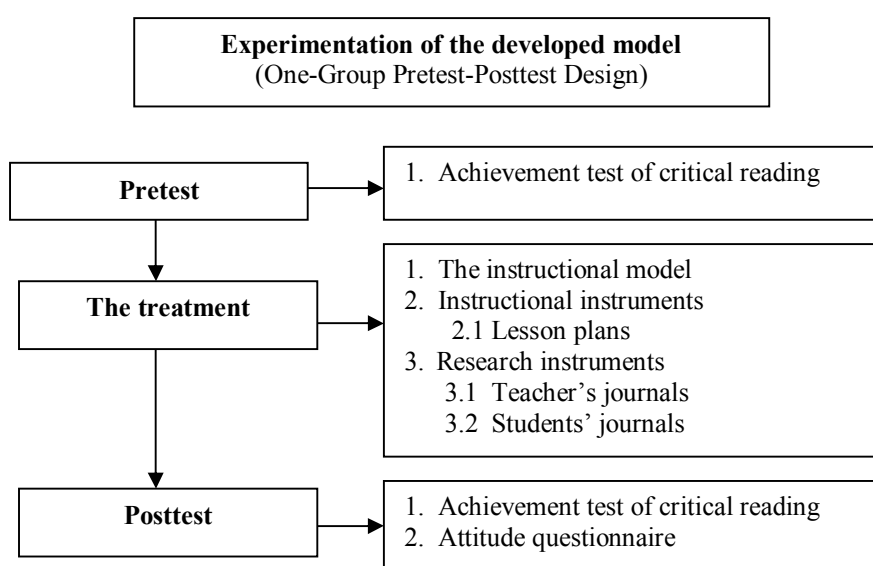 Experimentation of the developed model
(One-Group Pretest-Posttest Design)
Pretest
1. Achievement test of critical reading
The treatment
1. The instructional model
2. Instructional instruments
2.1 Lesson plans
3. Research instruments
3.1 Teacher’s journals
3.2 Students’ journals
Posttest
1. Achievement test of critical reading
2. Attitude questionnaire